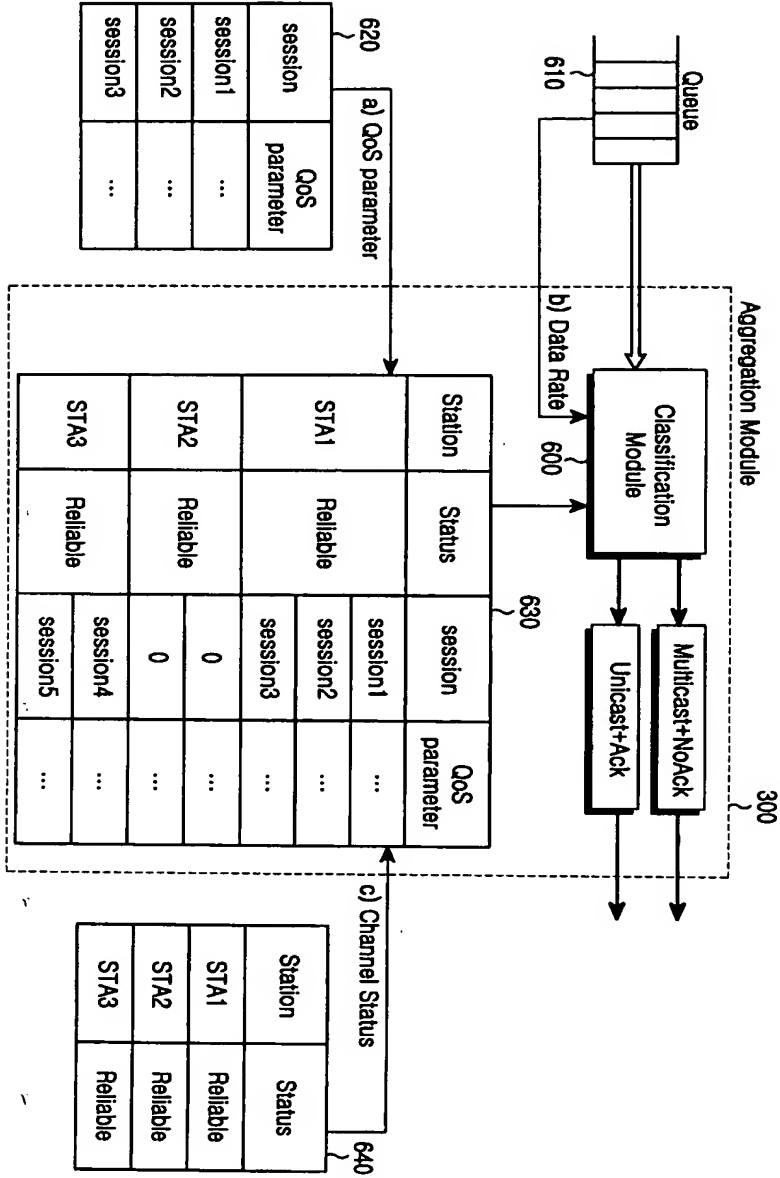 Aggregation Module
300
Queue
610
b) Data Rate
Classification
Module
600
Multicast+NoAck
Unicast+Ack
620
session
QoS
parameter
session1
...
session2
...
session3
...
a) QoS parameter
630
Station
Status
session
QoS
parameter
STA1
Reliable
session1
...
session2
...
session3
...
STA2
Reliable
0
...
0
...
STA3
Reliable
session4
...
session5
...
c) Channel Status
Station
Status
STA1
Reliable
STA2
Reliable
STA3
Reliable
640